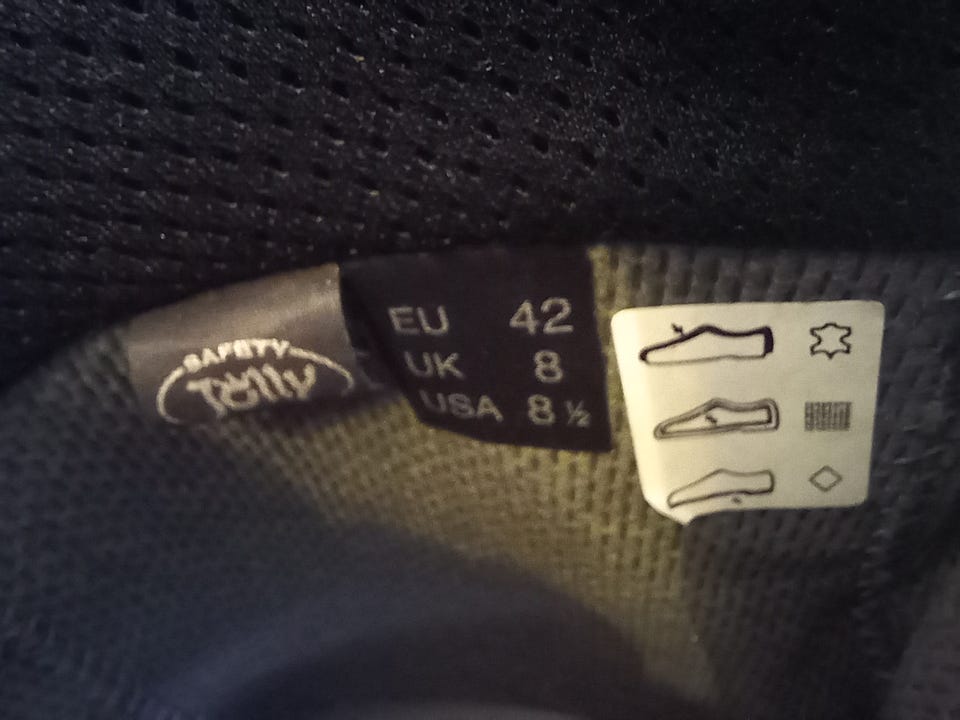 SAFETY
Jolly
EU 42
UK 8
USA 8 ½